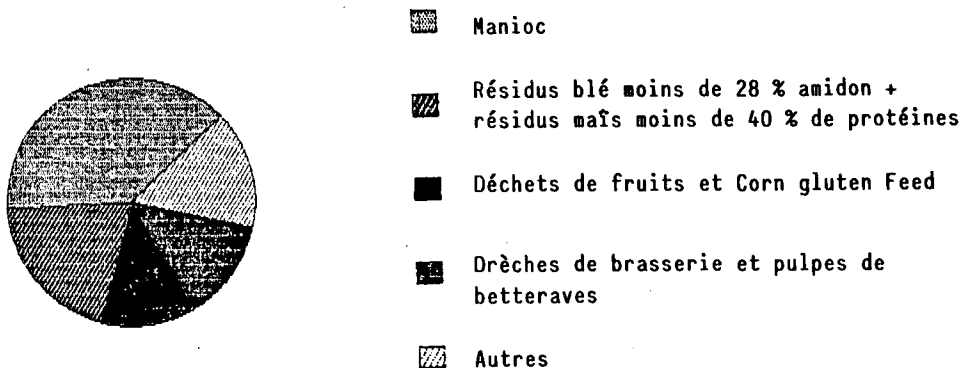 Manioc
Résidus blé moins de 28 % amidon +
résidus maîs moins de 40 % de protéines
Déchets de fruits et Corn gluten Feed
Drèches de brasserie et pulpes de
betteraves
Autres